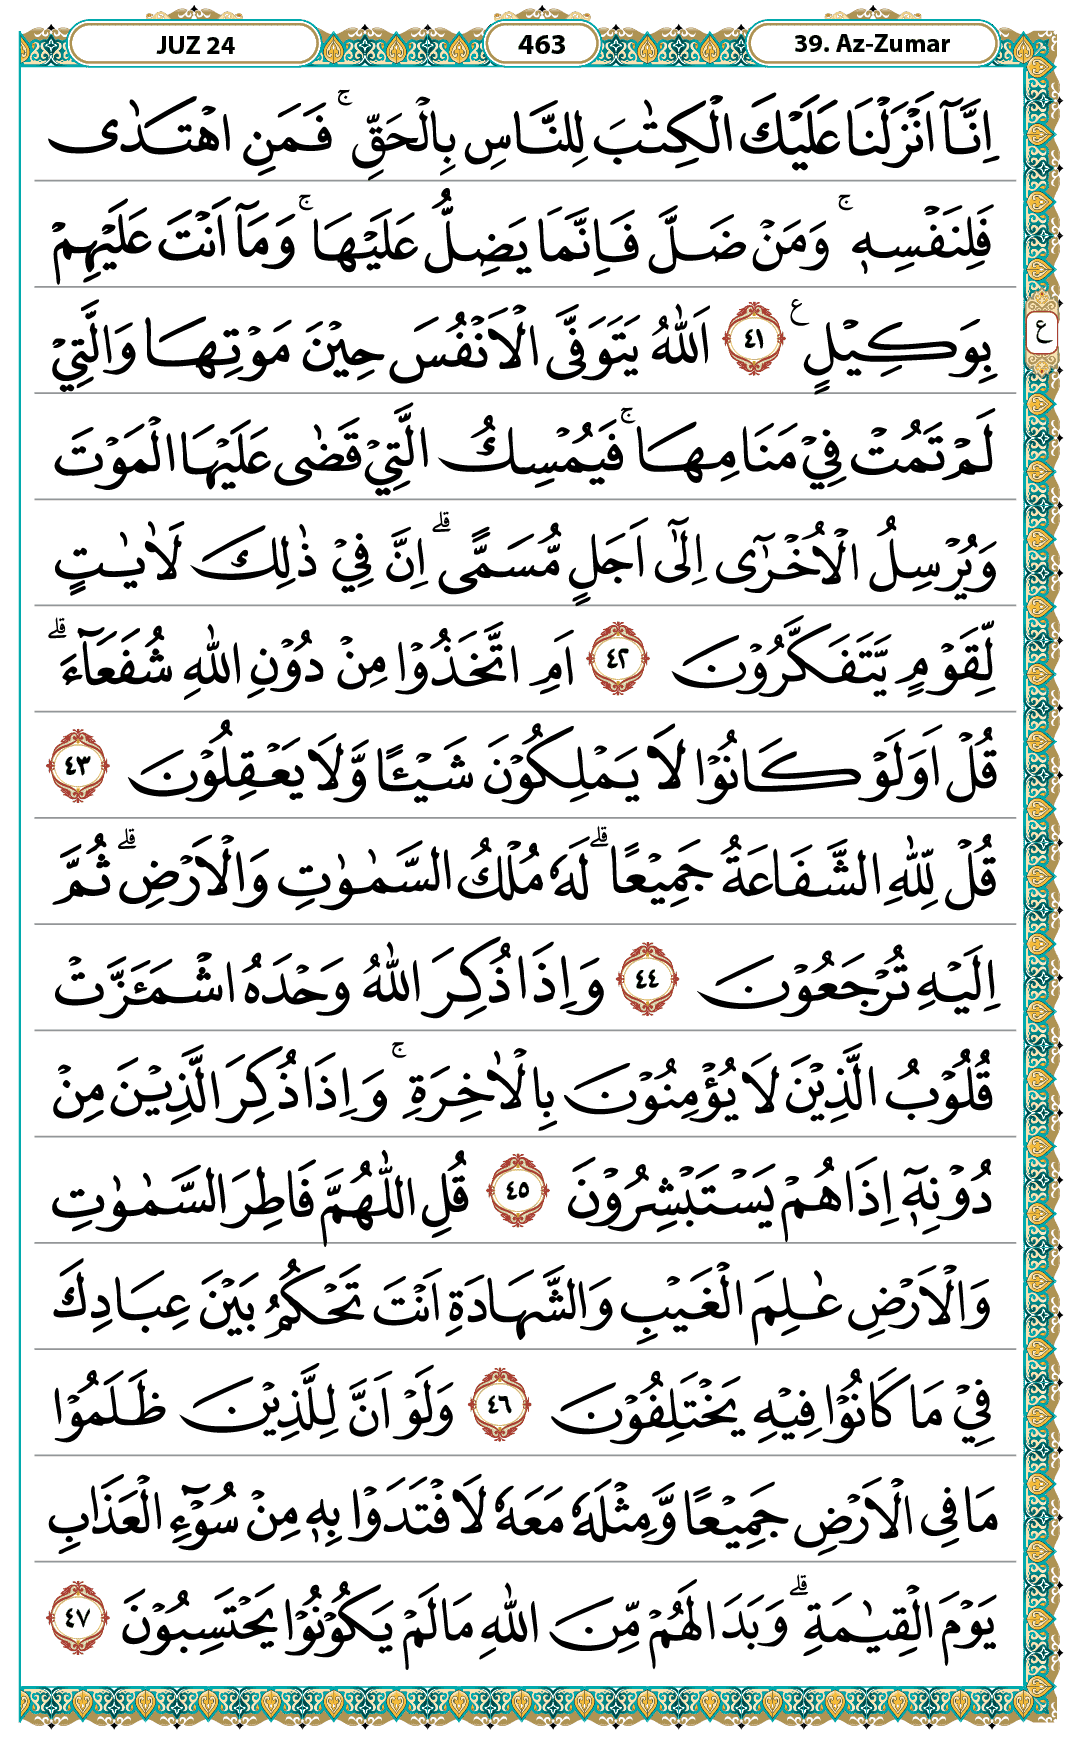 JUZ 24
463
39. Az-Zumar
اِنَّآ اَنْزَلْنَا عَلَيْكَ الْكِتٰبَ لِلنَّاسِ بِالْحَقِّۚ فَمَنِ اهْتَدٰى
فَلِنَفْسِهٖۚ وَمَنْ ضَلَّ فَاِنَّمَا يَضِلُّ عَلَيْهَاۚ وَمَآ اَنْتَ عَلَيْهِمْ
بِوَكِيْلٍ ࣖ ٤١ اَللّٰهُ يَتَوَفَّى الْاَنْفُسَ حِيْنَ مَوْتِهَا وَالَّتِيْ
ع
لَمْ تَمُتْ فِيْ مَنَامِهَاۚ فَيُمْسِكُ الَّتِيْ قَضٰى عَلَيْهَا الْمَوْتَ
وَيُرْسِلُ الْاُخْرٰٓى اِلٰٓى اَجَلٍ مُّسَمًّىۗ اِنَّ فِيْ ذٰلِكَ لَاٰيٰتٍ
لِّقَوْمٍ يَّتَفَكَّرُوْنَ ٤٢ اَمِ اتَّخَذُوْا مِنْ دُوْنِ اللّٰهِ شُفَعَاۤءَۗ
قُلْ اَوَلَوْ كَانُوْا لَا يَمْلِكُوْنَ شَيْـًٔا وَّلَا يَعْقِلُوْنَ ٤٣
قُلْ لِّلّٰهِ الشَّفَاعَةُ جَمِيْعًاۗ لَهٗ مُلْكُ السَّمٰوٰتِ وَالْاَرْضِۗ ثُمَّ
اِلَيْهِ تُرْجَعُوْنَ ٤٤ وَاِذَا ذُكِرَ اللّٰهُ وَحْدَهُ اشْمَـَٔزَّتْ
قُلُوْبُ الَّذِيْنَ لَا يُؤْمِنُوْنَ بِالْاٰخِرَةِۚ وَاِذَا ذُكِرَ الَّذِيْنَ مِنْ
دُوْنِهٖٓ اِذَا هُمْ يَسْتَبْشِرُوْنَ ٤٥ قُلِ اللّٰهُمَّ فَاطِرَ السَّمٰوٰتِ
وَالْاَرْضِ عٰلِمَ الْغَيْبِ وَالشَّهَادَةِ اَنْتَ تَحْكُمُ بَيْنَ عِبَادِكَ
فِيْ مَا كَانُوْا فِيْهِ يَخْتَلِفُوْنَ ٤٦ وَلَوْ اَنَّ لِلَّذِيْنَ ظَلَمُوْا
مَا فِى الْاَرْضِ جَمِيْعًا وَّمِثْلَهٗ مَعَهٗ لَافْتَدَوْا بِهٖ مِنْ سُوْۤءِ الْعَذَابِ
يَوْمَ الْقِيٰمَةِۗ وَبَدَا لَهُمْ مِّنَ اللّٰهِ مَا لَمْ يَكُوْنُوْا يَحْتَسِبُوْنَ ٤٧